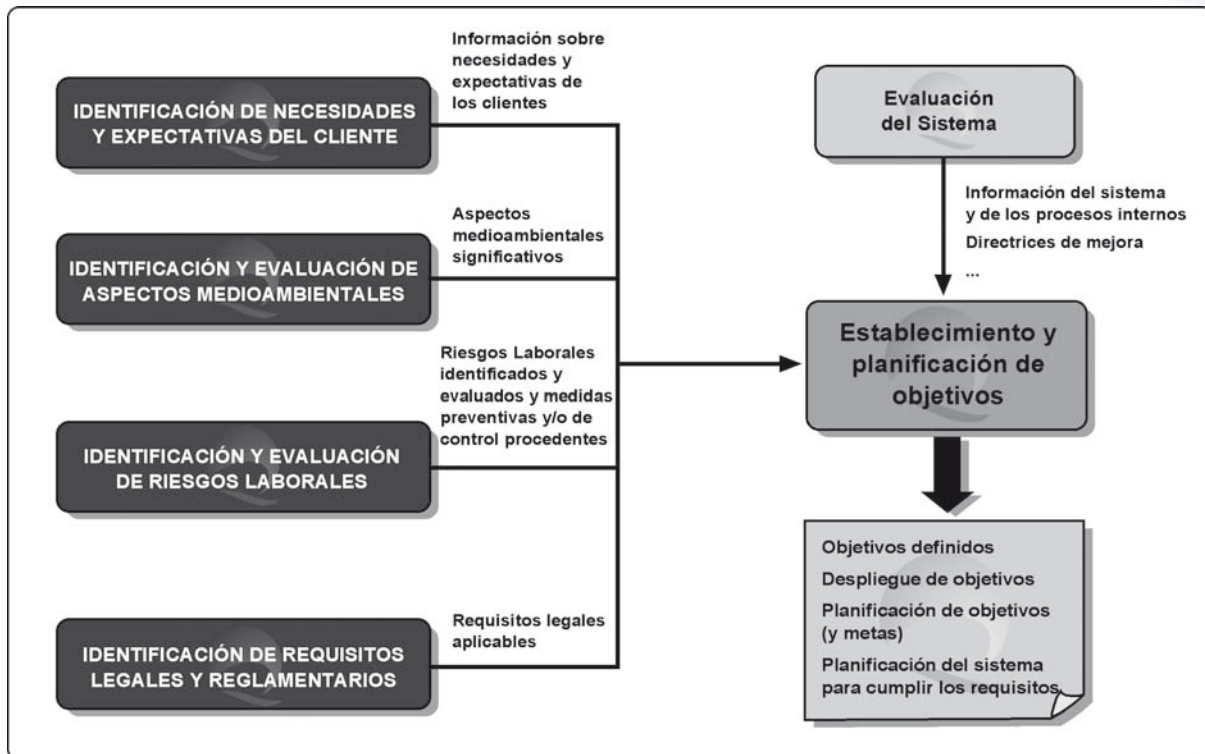 Información sobre
necesidades y
expectativas de
los clientes
IDENTIFICACIÓN DE NECESIDADES
Y EXPECTATIVAS DEL CLIENTE
Aspectos
medioambientales
significativos
IDENTIFICACIÓN Y EVALUACIÓN DE
ASPECTOS MEDIOAMBIENTALES
Riesgos Laborales
identificados y
evaluados y medidas
preventivas y/o de
control procedentes
IDENTIFICACIÓN Y EVALUACIÓN
DE RIESGOS LABORALES
Requisitos legales
aplicables
IDENTIFICACIÓN DE REQUISITOS
LEGALES Y REGLAMENTARIOS
Evaluación
del Sistema
Información del sistema
y de los procesos internos
Directrices de mejora
...
Establecimiento y
planificación de
objetivos
Objetivos definidos
Despliegue de objetivos
Planificación de objetivos
(y metas)
Planificación del sistema
para cumplir los requisitos